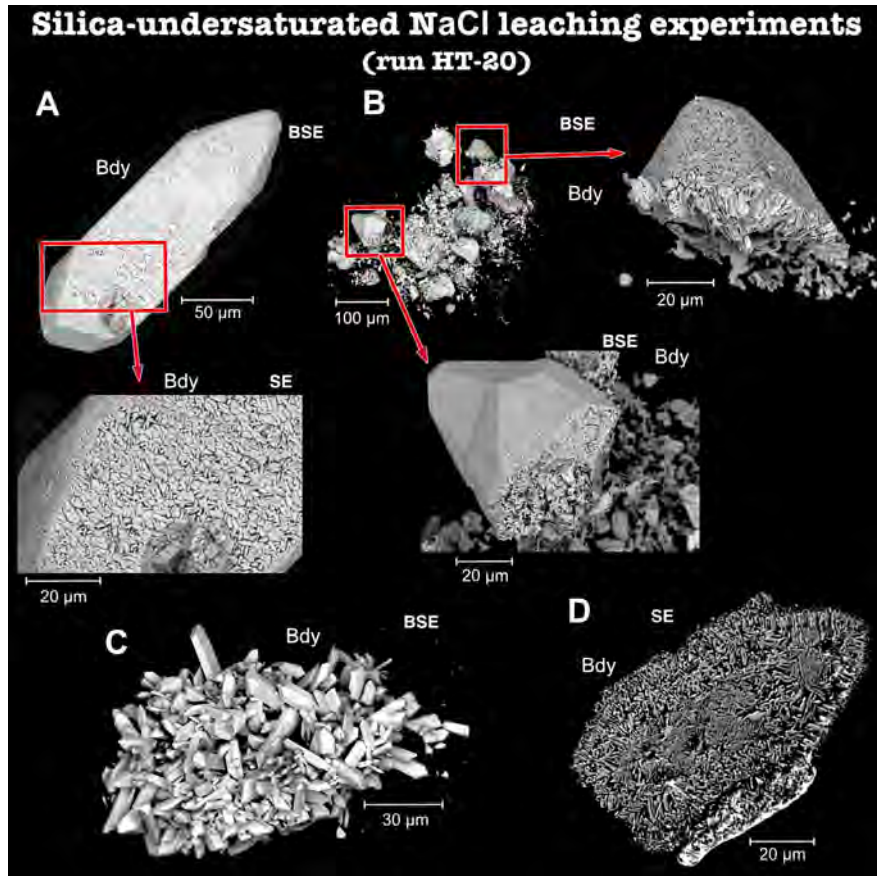 Silica-undersaturated NaCl leaching experiments
(run HT-20)
A
Bdy
BSE
50 µm
B
BSE
Bdy
100 µm
20 µm
Bdy
SE
20 µm
BSE
Bdy
20 µm
C
Bdy
BSE
30 µm
D
SE
Bdy
20 µm